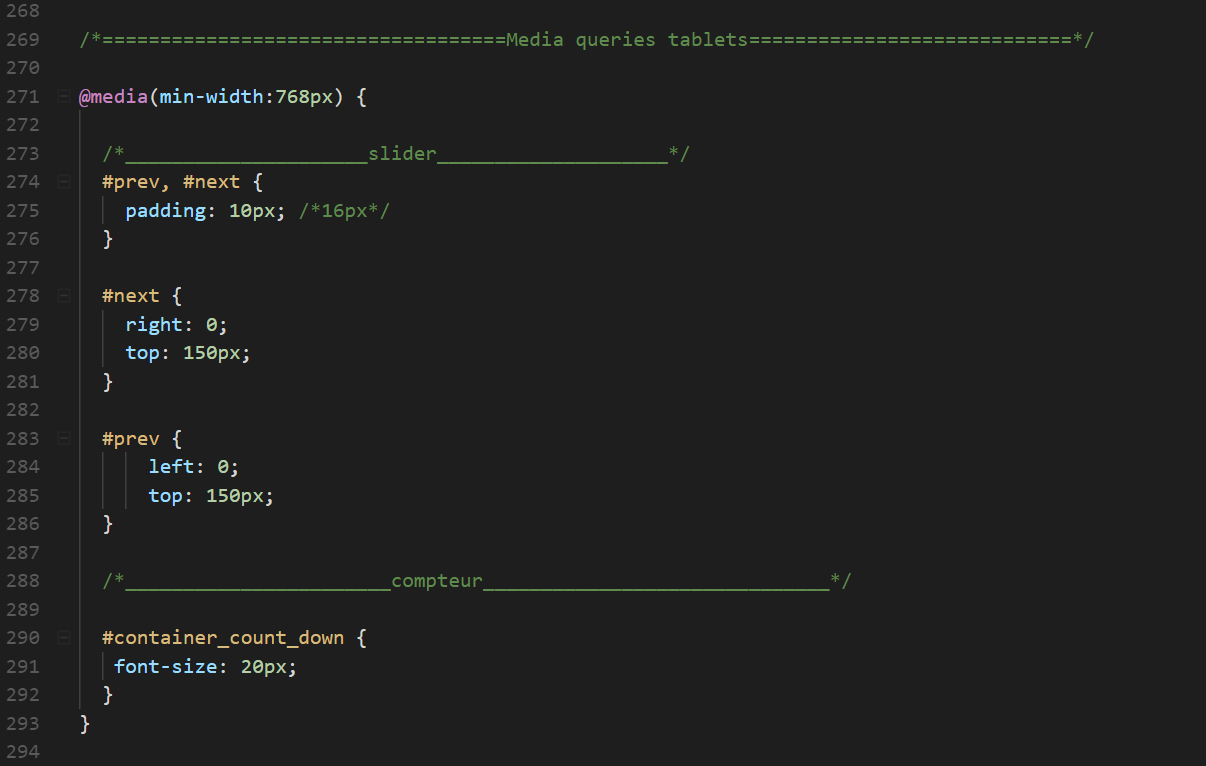 268
269 /*===================================Media queries tablets============================*/
270
271 @media(min-width:768px) {
272
273 /*_____________________slider____________________*/
274 #prev, #next {
275 padding: 10px; /*16px*/
276 }
277
278 #next {
279 right: 0;
280 top: 150px;
281 }
282
283 #prev {
284 left: 0;
285 top: 150px;
286 }
287
288 /*_______________________compteur______________________________*/
289
290 #container_count_down {
291 font-size: 20px;
292 }
293 }
294